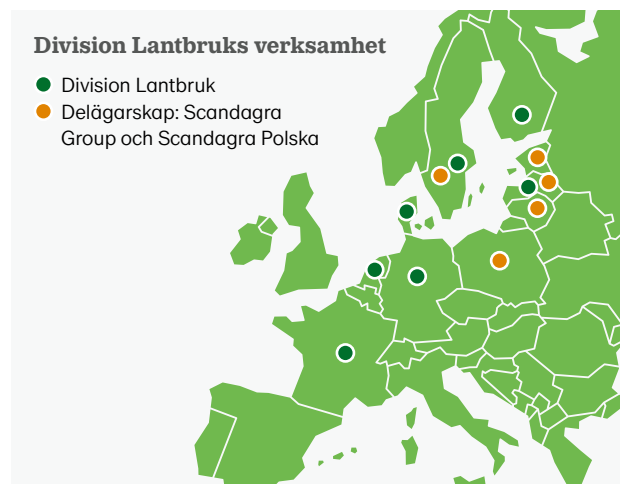 Division Lantbruks verksamhet
Division Lantbruk
Delägarskap: Scandagra
Group och Scandagra Polska